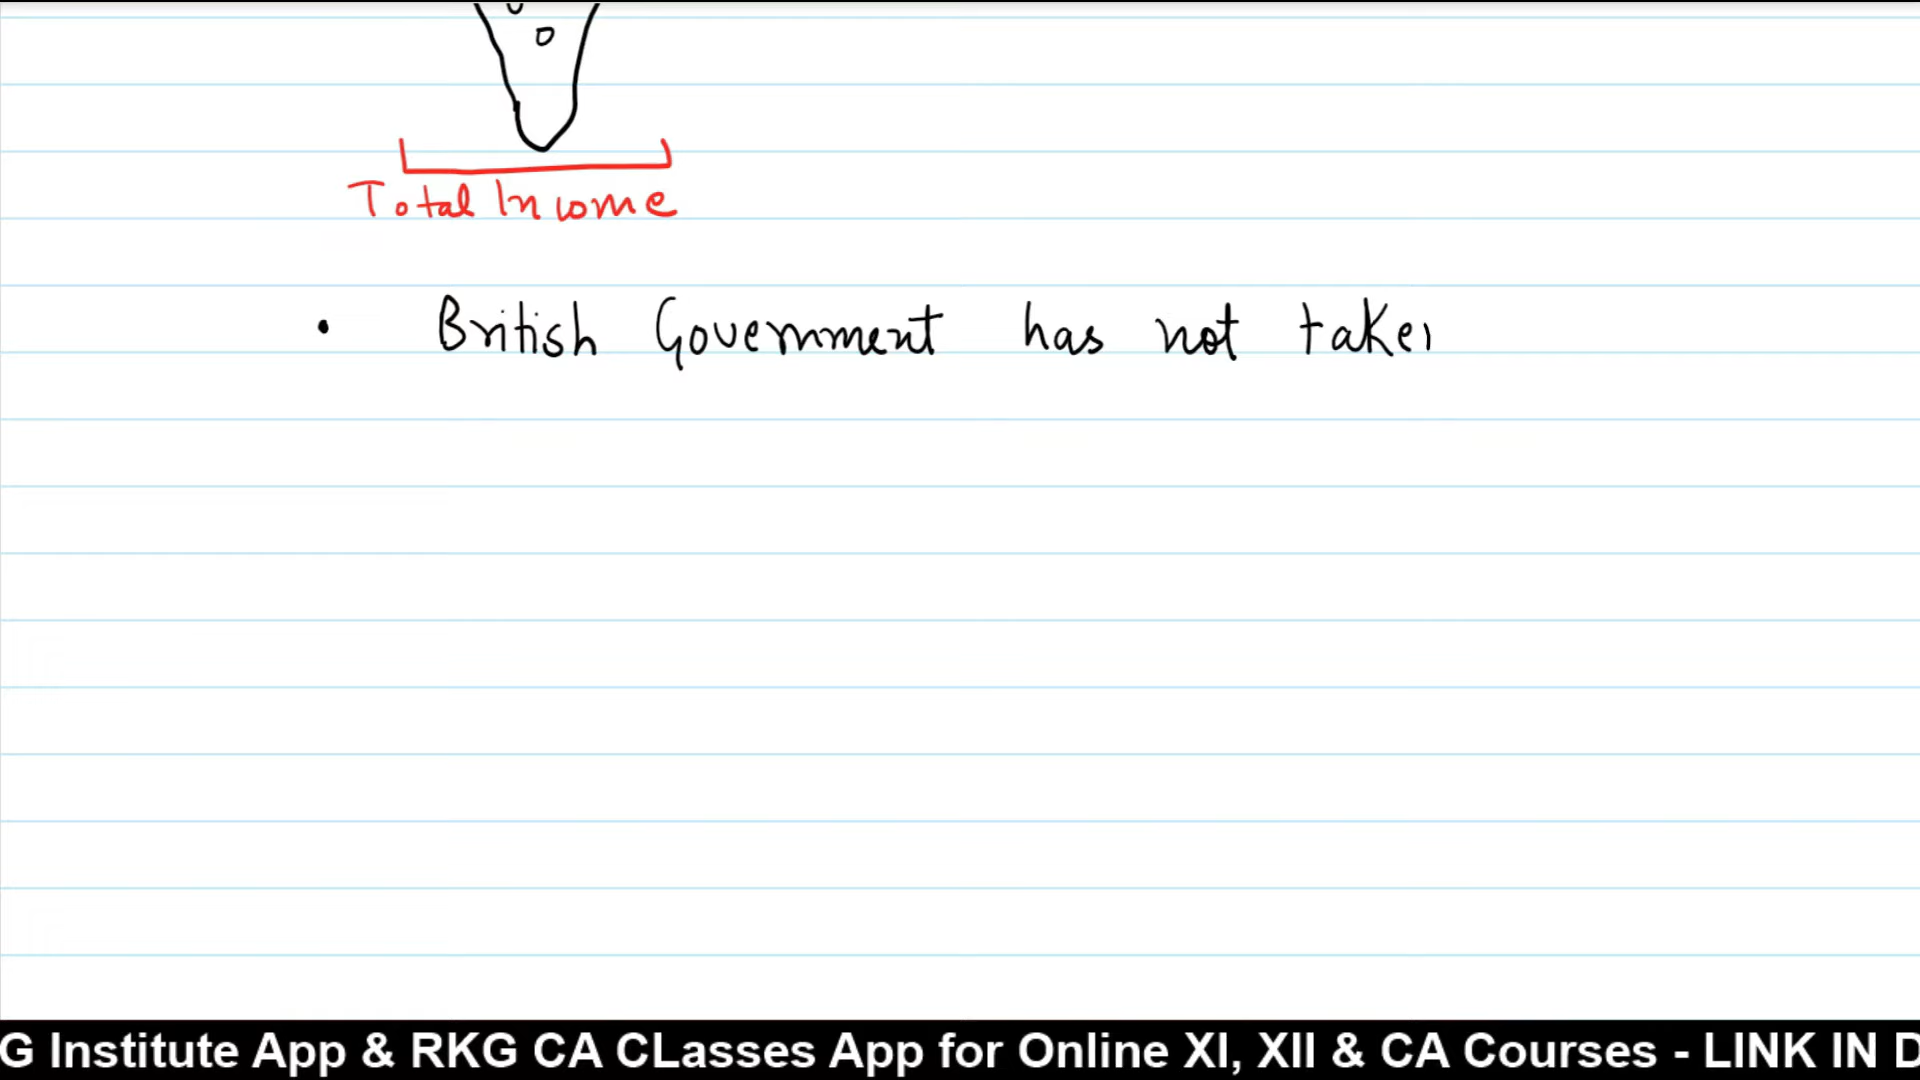 Total Income
• British Government has not take
G Institute App & RKG CA CLasses App for Online XI, XII & CA Courses - LINK IN D